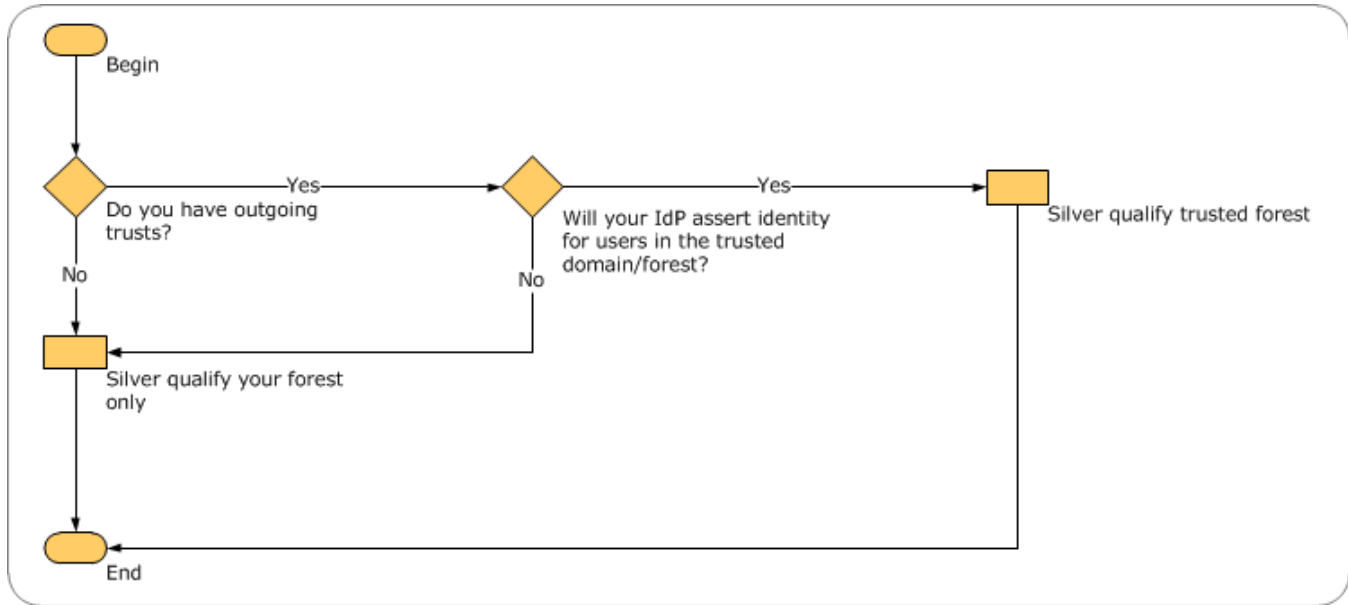 Begin
Yes
Yes
Do you have outgoing
trusts?
Will your IdP assert identity
for users in the trusted
domain/forest?
Silver qualify trusted forest
No
No
Silver qualify your forest
only
End